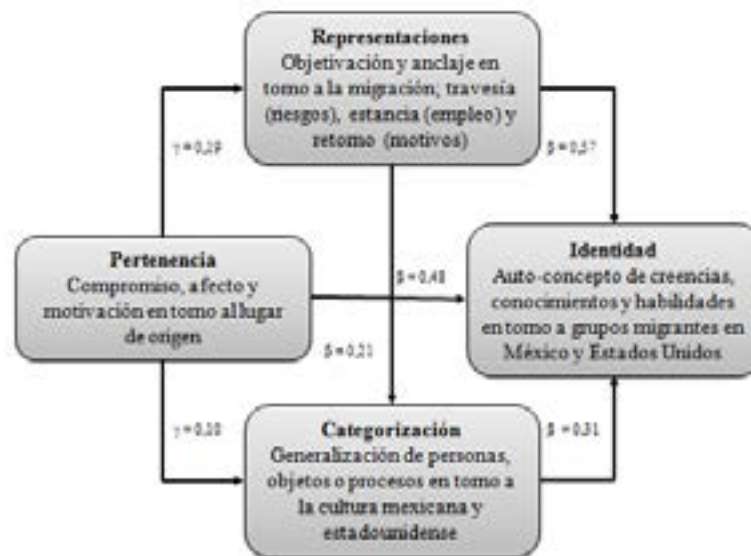 Representaciones
Objetivación y anclaje en
torno a la migración; travesía
(riesgos), estancia (empleo) y
retorno (motivos)
γ = 0,29
β = 0,57
Pertenencia
Compromiso, afecto y
motivación en torno al lugar
de origen
β = 0,48
Identidad
Auto-concepto de creencias,
conocimientos y habilidades
en torno a grupos migrantes en
México y Estados Unidos
β = 0,21
γ = 0,10
β = 0,31
Categorización
Generalización de personas,
objetos o procesos en torno a
la cultura mexicana y
estadounidense